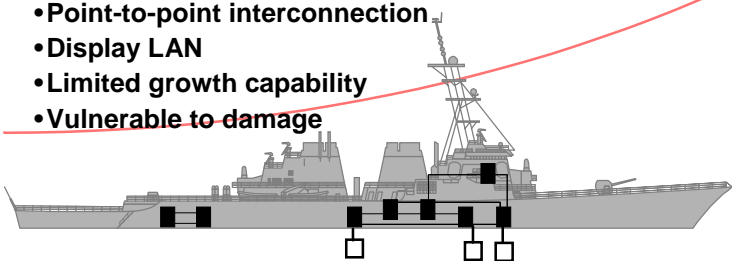 •Point-to-point interconnection
•Display LAN
•Limited growth capability
•Vulnerable to damage